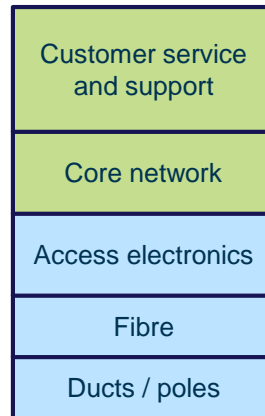 Customer service
and support
Core network
Access electronics
Fibre
Ducts / poles